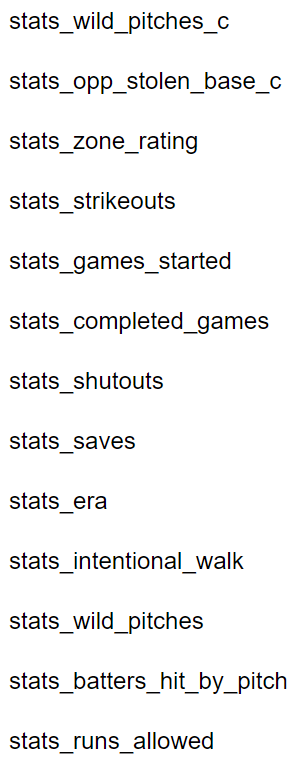 stats_wild_pitches_c
stats_opp_stolen_base_c
stats_zone_rating
stats_strikeouts
stats_games_started
stats_completed_games
stats_shutouts
stats_saves
stats_era
stats_intentional_walk
stats_wild_pitches
stats_batters_hit_by_pitch
stats_runs_allowed